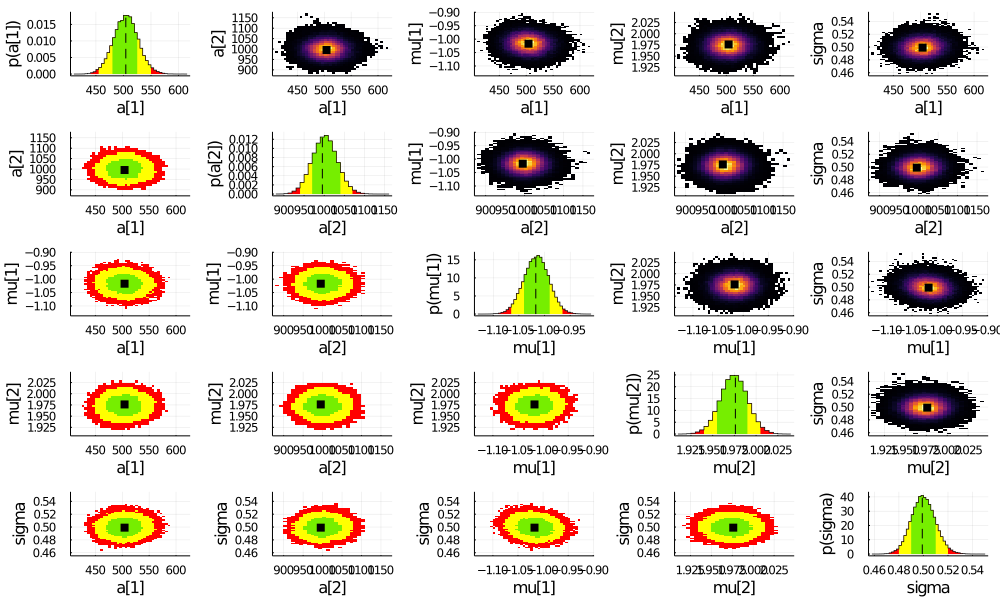 p(a[1])
0.015
0.010
0.005
0.000
450 500 550 600
a[1]
a[2]
1150
1100
1050
1000
950
900
450 500 550 600
a[1]
mu[1]
−0.90
−0.95
−1.00
−1.05
−1.10
450 500 550 600
a[1]
mu[2]
2.025
2.000
1.975
1.950
1.925
450 500 550 600
a[1]
sigma
0.54
0.52
0.50
0.48
0.46
450 500 550 600
a[1]
a[2]
1150
1100
1050
1000
950
900
450 500 550 600
a[1]
p(a[2])
0.012
0.010
0.008
0.006
0.004
0.002
0.000
900 950 1000 1050 1100 1150
a[2]
mu[1]
−0.90
−0.95
−1.00
−1.05
−1.10
900 950 1000 1050 1100 1150
a[2]
mu[2]
2.025
2.000
1.975
1.950
1.925
900 950 1000 1050 1100 1150
a[2]
sigma
0.54
0.52
0.50
0.48
0.46
900 950 1000 1050 1100 1150
a[2]
mu[1]
−0.90
−0.95
−1.00
−1.05
−1.10
450 500 550 600
a[1]
mu[1]
−0.90
−0.95
−1.00
−1.05
−1.10
900 950 1000 1050 1100 1150
a[2]
p(mu[1])
15
10
5
0
−1.10 −1.05 −1.00 −0.95
mu[1]
mu[2]
2.025
2.000
1.975
1.950
1.925
−1.10 −1.05 −1.00 −0.95 −0.90
mu[1]
sigma
0.54
0.52
0.50
0.48
0.46
−1.10 −1.05 −1.00 −0.95 −0.90
mu[1]
mu[2]
2.025
2.000
1.975
1.950
1.925
450 500 550 600
a[1]
mu[2]
2.025
2.000
1.975
1.950
1.925
900 950 1000 1050 1100 1150
a[2]
mu[2]
2.025
2.000
1.975
1.950
1.925
−1.10 −1.05 −1.00 −0.95 −0.90
mu[1]
p(mu[2])
25
20
15
10
5
0
1.925 1.950 1.975 2.000 2.025
mu[2]
sigma
0.54
0.52
0.50
0.48
0.46
1.925 1.950 1.975 2.000 2.025
mu[2]
sigma
0.54
0.52
0.50
0.48
0.46
450 500 550 600
a[1]
sigma
0.54
0.52
0.50
0.48
0.46
900 950 1000 1050 1100 1150
a[2]
sigma
0.54
0.52
0.50
0.48
0.46
−1.10 −1.05 −1.00 −0.95 −0.90
mu[1]
sigma
0.54
0.52
0.50
0.48
0.46
1.925 1.950 1.975 2.000 2.025
mu[2]
p(sigma)
40
30
20
10
0
0.46 0.48 0.50 0.52 0.54
sigma